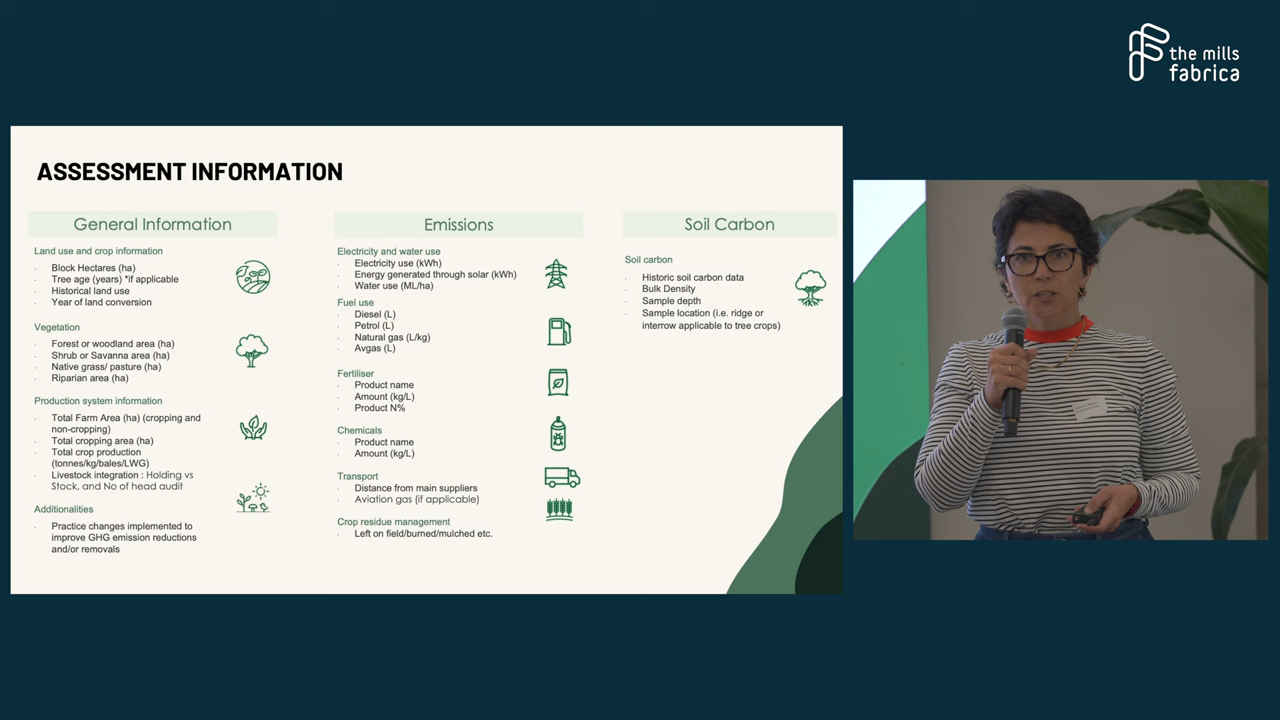 the mills
fabrica
ASSESSMENT INFORMATION
General Information
Land use and crop information
Block Hectares (ha)
Tree age (years) *if applicable
Historical land use
Year of land conversion
Vegetation
Forest or woodland area (ha)
Shrub or Savanna area (ha)
Native grass/ pasture (ha)
Riparian area (ha)
Production system information
Total Farm Area (ha) (cropping and
non-cropping)
Total cropping area (ha)
Total crop production
(tonnes/kg/bales/LWG)
Livestock integration : Holding vs
Stock, and No of head audit
Additionalities
Practice changes implemented to
improve GHG emission reductions
and/or removals
Emissions
Electricity and water use
Electricity use (kWh)
Energy generated through solar (kWh)
Water use (ML/ha)
Fuel use
Diesel (L)
Petrol (L)
Natural gas (L/kg)
Avgas (L)
Fertiliser
Product name
Amount (kg/L)
Product N%
Chemicals
Product name
Amount (kg/L)
Transport
Distance from main suppliers
Aviation gas (if applicable)
Crop residue management
Left on field/burned/mulched etc.
Soil Carbon
Soil carbon
Historic soil carbon data
Bulk Density
Sample depth
Sample location (i.e. ridge or
interrow applicable to tree crops)